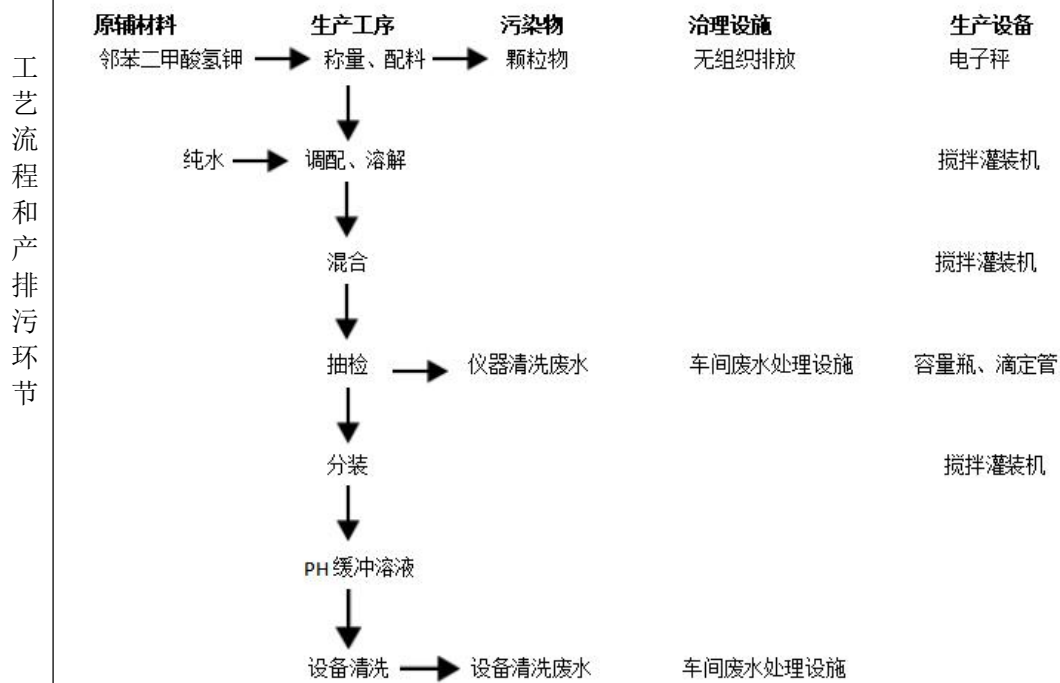 工艺流程和产排污环节
原辅材料 生产工序 污染物 治理设施 生产设备
邻苯二甲酸氢钾 称量、配料 颗粒物 无组织排放 电子秤
纯水 调配、溶解 搅拌灌装机
混合 搅拌灌装机
抽检 仪器清洗废水 车间废水处理设施 容量瓶、滴定管
分装 搅拌灌装机
PH缓冲溶液
设备清洗 设备清洗废水 车间废水处理设施